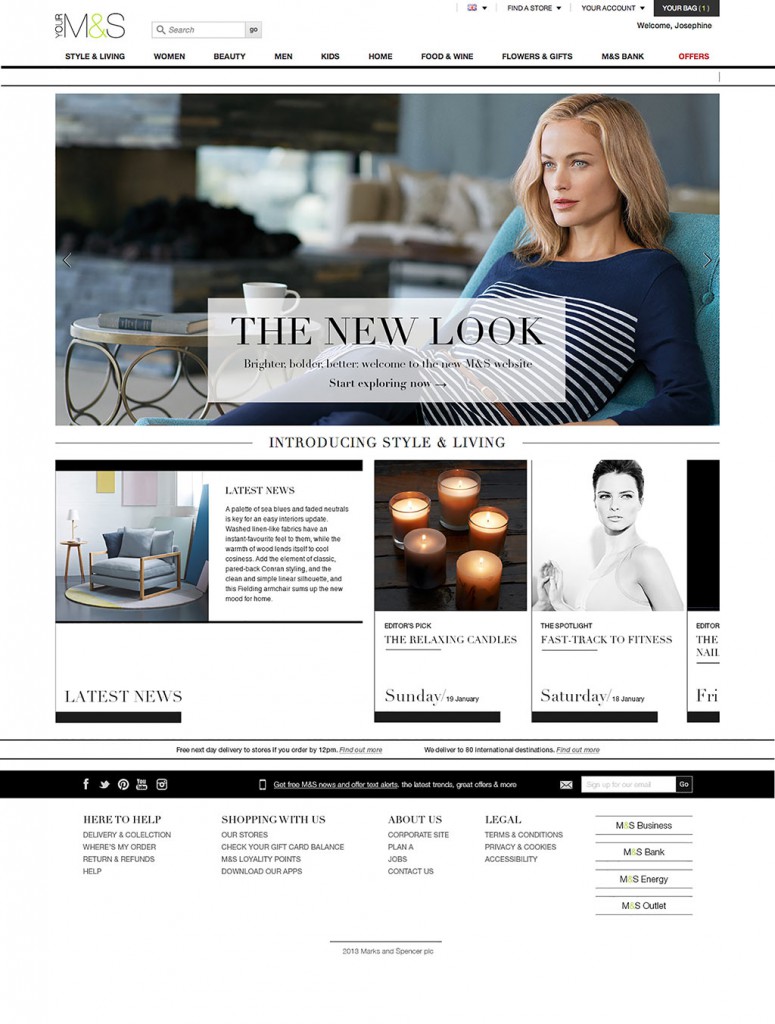 YOUR M&S
Search
go
FIND A STORE
YOUR ACCOUNT
YOUR BAG ( 1 )
Welcome, Josephine
STYLE & LIVING
WOMEN
BEAUTY
MEN
KIDS
HOME
FOOD & WINE
FLOWERS & GIFTS
M&S BANK
OFFERS
THE NEW LOOK
Brighter, bolder, better: welcome to the new M&S website
Start exploring now →
INTRODUCING STYLE & LIVING
LATEST NEWS
A palette of sea blues and faded neutrals
is key for an easy interiors update.
Washed linen-like fabrics have an
instant-favourite feel to them, while the
warmth of wood lends itself to cool
cosiness. Add the element of classic,
pared-back Conran styling, and the
clean and simple linear silhouette, and
this Fielding armchair sums up the new
mood for home.
LATEST NEWS
EDITOR'S PICK
THE RELAXING CANDLES
Sunday/19 January
THE SPOTLIGHT
FAST-TRACK TO FITNESS
Saturday/18 January
EDITOR
THE
NAIL
Fri
Free next day delivery to stores if you order by 12pm. Find out more
We deliver to 80 International destinations. Find out more
You Tube
Get free M&S news and offer text alerts. the latest trends, great offers & more
Sign up for our email
Go
HERE TO HELP
DELIVERY & COLELCTION
WHERE'S MY ORDER
RETURN & REFUNDS
HELP
SHOPPING WITH US
OUR STORES
CHECK YOUR GIFT CARD BALANCE
M&S LOYALITY POINTS
DOWNLOAD OUR APPS
ABOUT US
CORPORATE SITE
PLAN A
JOBS
CONTACT US
LEGAL
TERMS & CONDITIONS
PRIVACY & COOKIES
ACCESSIBILITY
M&S Business
M&S Bank
M&S Energy
M&S Outlet
2013 Marks and Spencer plc